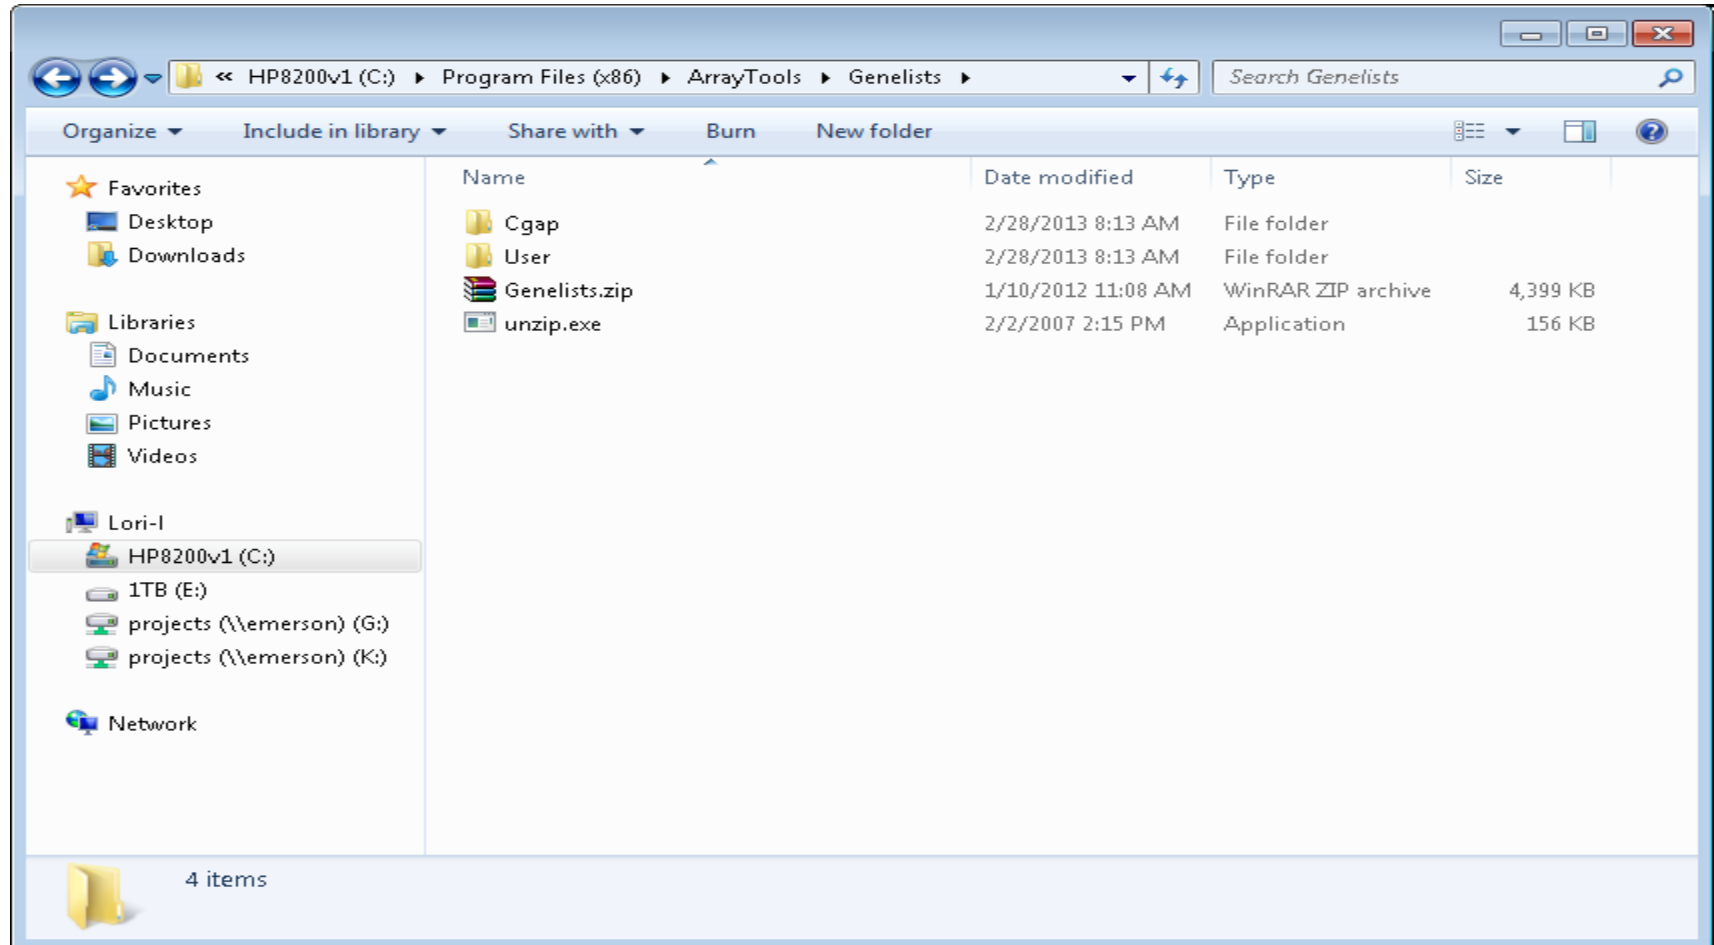 « HP8200v1 (C:) ▸ Program Files (x86) ▸ ArrayTools ▸ Genelists ▸ Search Genelists
Organize Include in library Share with Burn New folder
Name Date modified Type Size
Favorites
Desktop
Downloads
Libraries
Documents
Music
Pictures
Videos
Lori-I
HP8200v1 (C:)
1TB (E:)
projects (\\emerson) (G:)
projects (\\emerson) (K:)
Network
Cgap 2/28/2013 8:13 AM File folder
User 2/28/2013 8:13 AM File folder
Genelists.zip 1/10/2012 11:08 AM WinRAR ZIP archive 4,399 KB
unzip.exe 2/2/2007 2:15 PM Application 156 KB
4 items